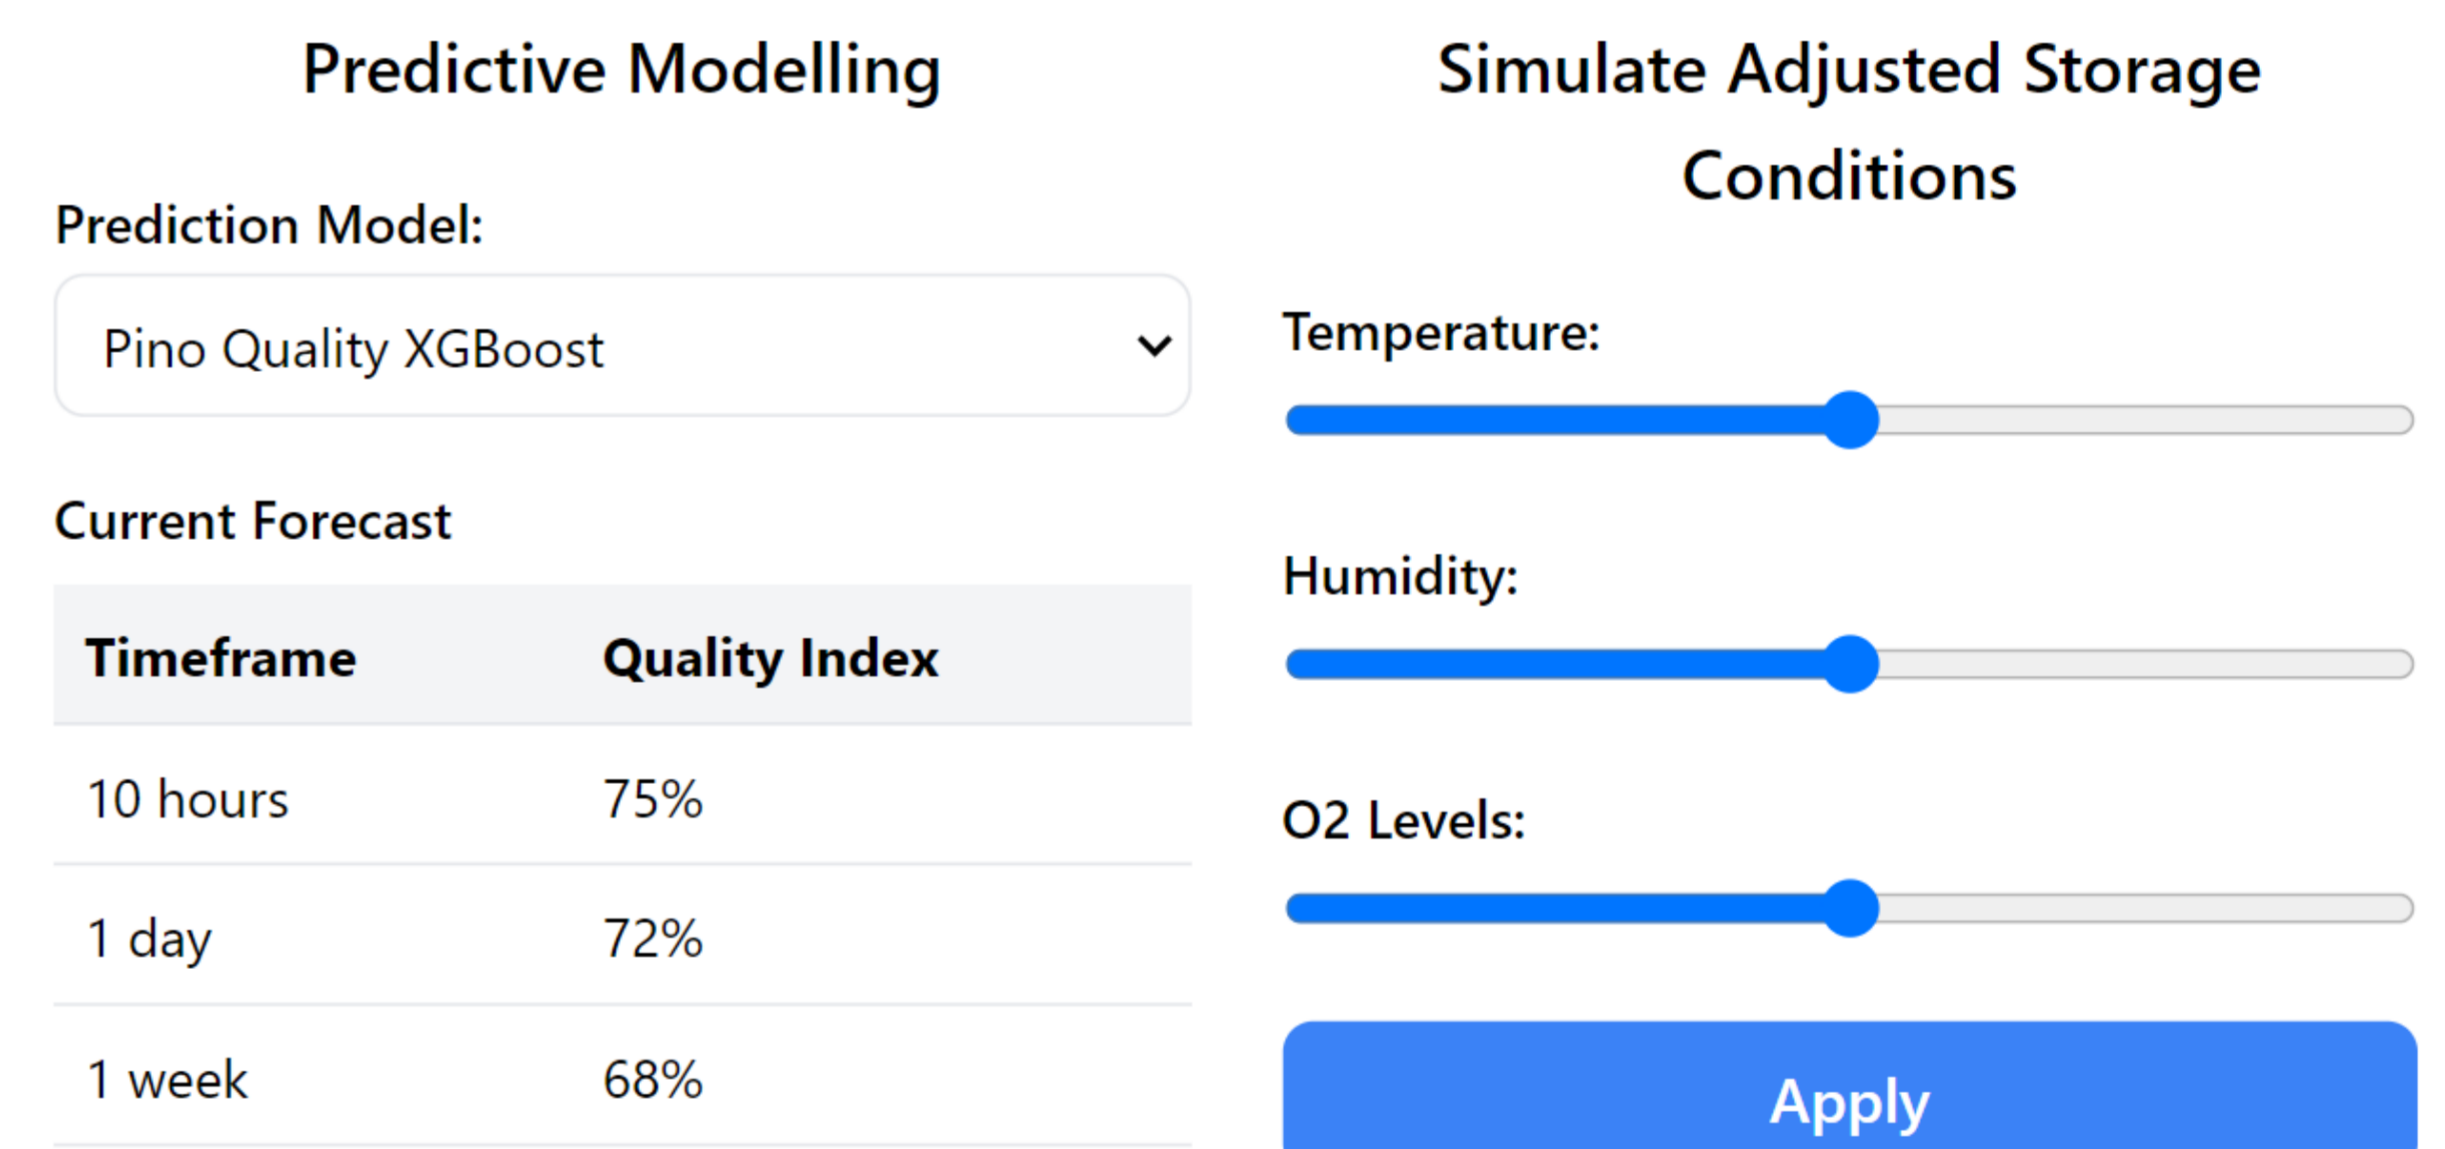 Predictive Modelling
Prediction Model:
Pino Quality XGBoost
Current Forecast
Timeframe Quality Index
10 hours 75%
1 day 72%
1 week 68%
Simulate Adjusted Storage
Conditions
Temperature:
Humidity:
O2 Levels:
Apply